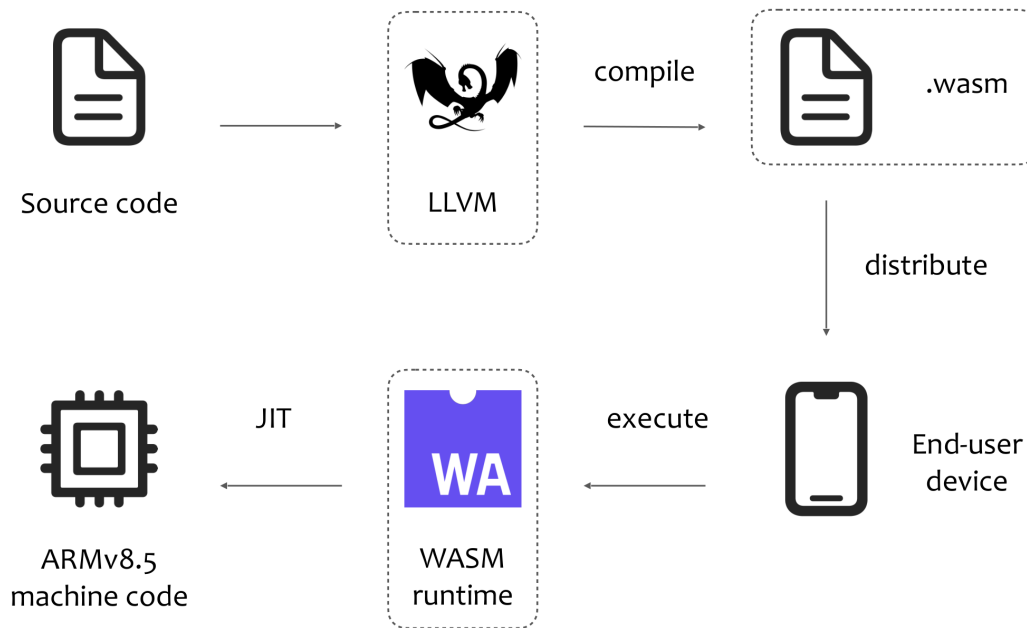 compile
.wasm
Source code
LLVM
distribute
JIT
WA
execute
End-user
device
ARMv8.5
machine code
WASM
runtime